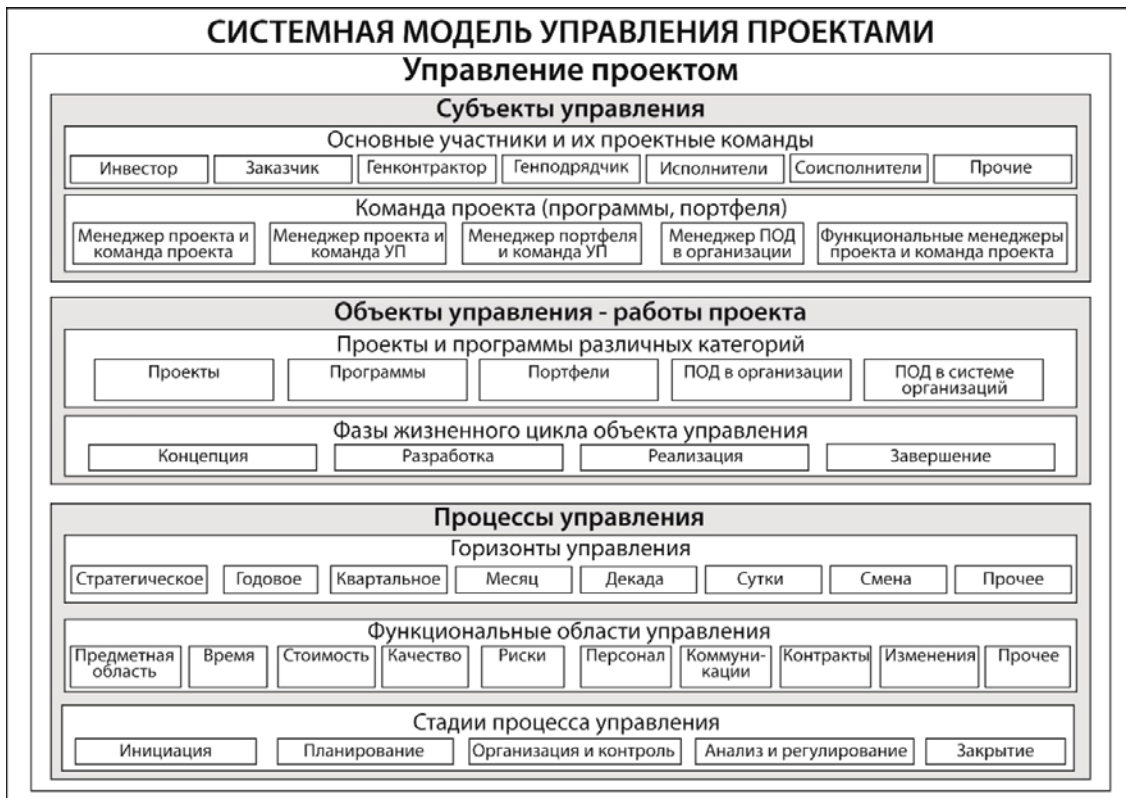 СИСТЕМНАЯ МОДЕЛЬ УПРАВЛЕНИЯ ПРОЕКТАМИ
Управление проектом
Субъекты управления
Основные участники и их проектные команды
Инвестор
Заказчик
Генконтрактор
Генподрядчик
Исполнители
Соисполнители
Прочие
Команда проекта (программы, портфеля)
Менеджер проекта и
команда проекта
Менеджер проекта и
команда УП
Менеджер портфеля
и команда УП
Менеджер ПОД
в организации
Функциональные менеджеры
проекта и команда проекта
Объекты управления - работы проекта
Проекты и программы различных категорий
Проекты
Программы
Портфели
ПОД в организации
ПОД в системе
организаций
Фазы жизненного цикла объекта управления
Концепция
Разработка
Реализация
Завершение
Процессы управления
Горизонты управления
Стратегическое
Годовое
Квартальное
Месяц
Декада
Сутки
Смена
Прочее
Функциональные области управления
Предметная
область
Время
Стоимость
Качество
Риски
Персонал
Коммуни-
кации
Контракты
Изменения
Прочее
Стадии процесса управления
Инициация
Планирование
Организация и контроль
Анализ и регулирование
Закрытие